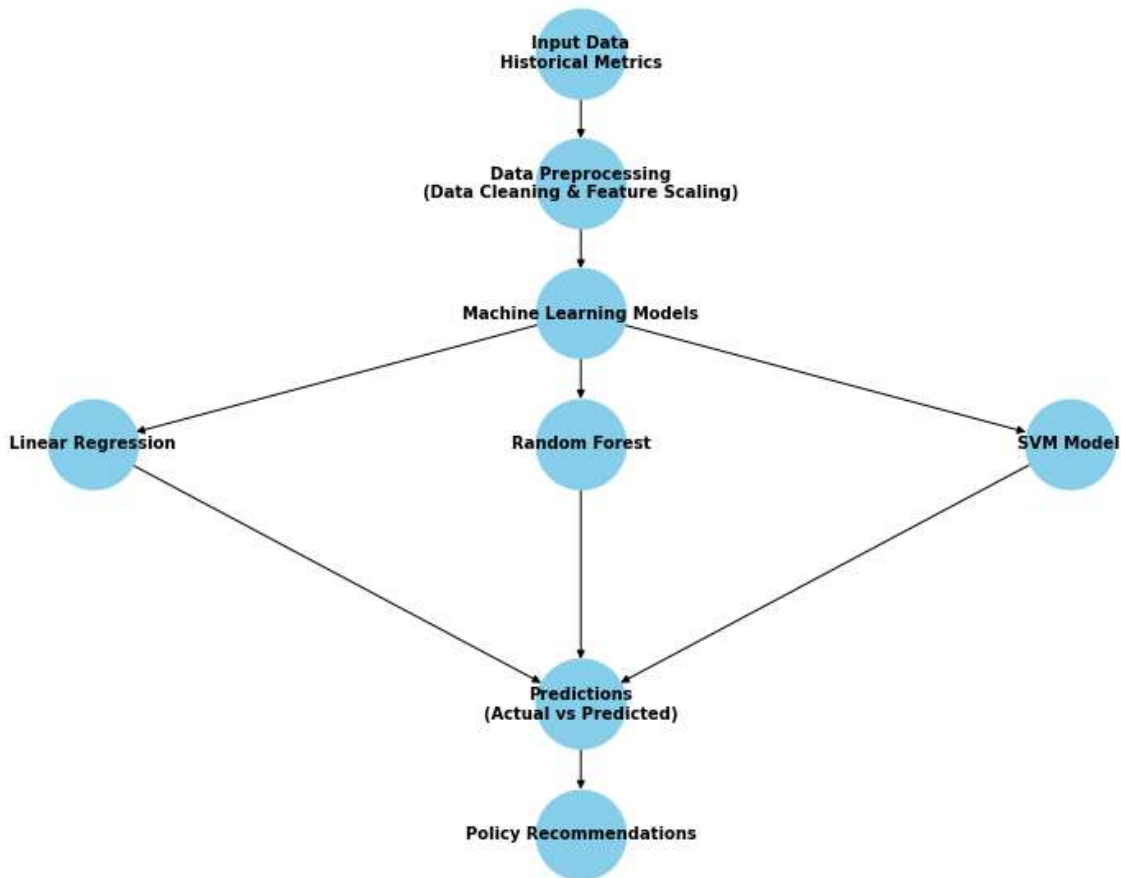 Input Data
Historical Metrics
Data Preprocessing
(Data Cleaning & Feature Scaling)
Machine Learning Models
Linear Regression
Random Forest
SVM Model
Predictions
(Actual vs Predicted)
Policy Recommendations